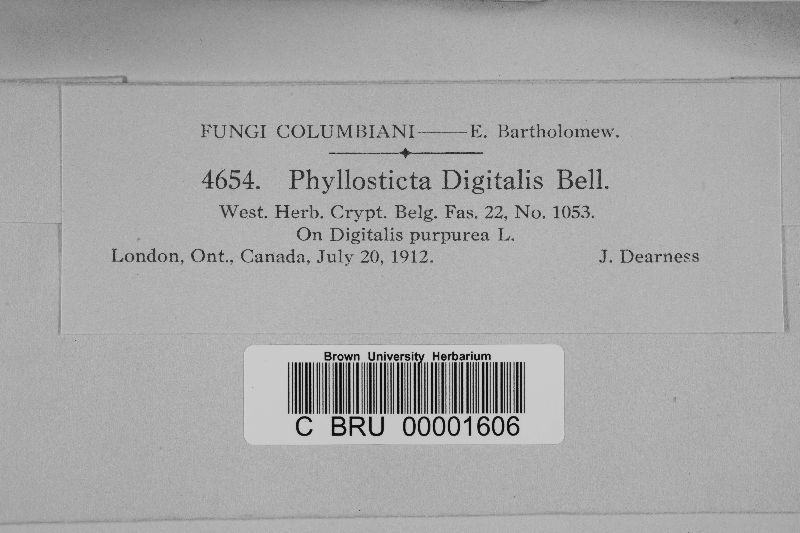 FUNGI COLUMBIANI——E. Bartholomew.
4654. Phyllosticta Digitalis Bell.
West. Herb. Crypt. Belg. Fas. 22, No. 1053.
On Digitalis purpurea L.
London, Ont., Canada, July 20, 1912. J. Dearness
Brown University Herbarium
C BRU 00001606